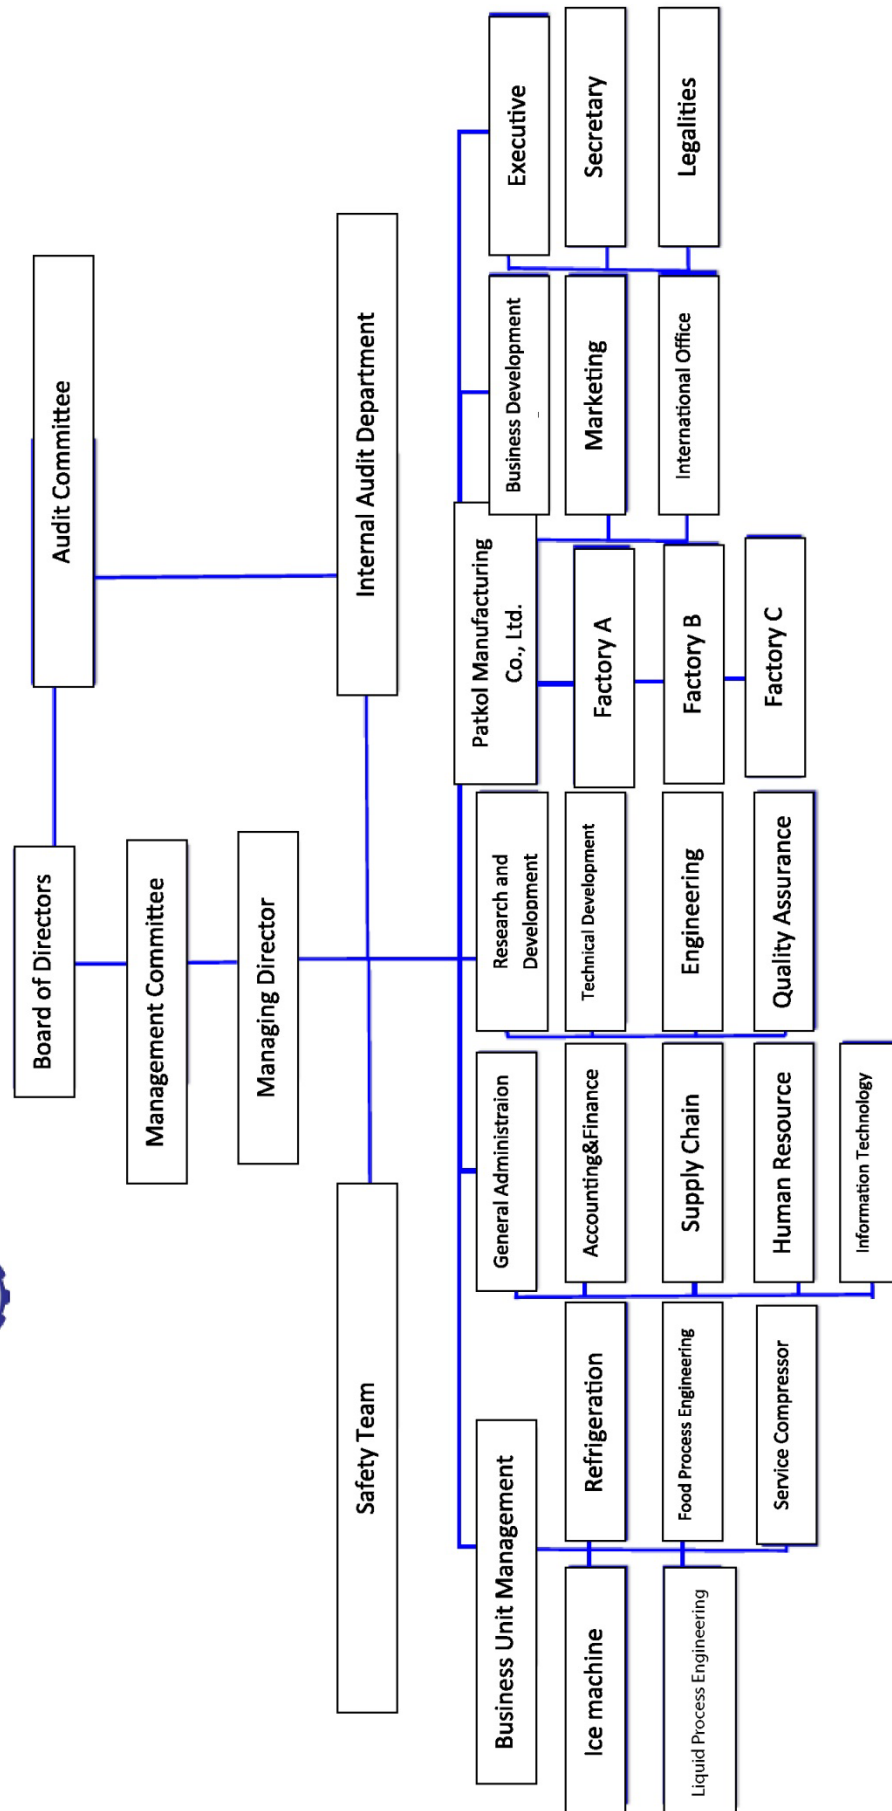 Board of Directors
Audit Committee
Management Committee
Managing Director
Safety Team
Internal Audit Department
Business Unit Management
General Administraion
Research and
Development
Patkol Manufacturing
Co., Ltd.
Business Development
Executive
Ice machine
Refrigeration
Accounting&Finance
Technical Development
Factory A
Marketing
Secretary
Liquid Process Engineering
Food Process Engineering
Supply Chain
Engineering
Factory B
International Office
Legalities
Service Compressor
Human Resource
Quality Assurance
Factory C
Information Technology